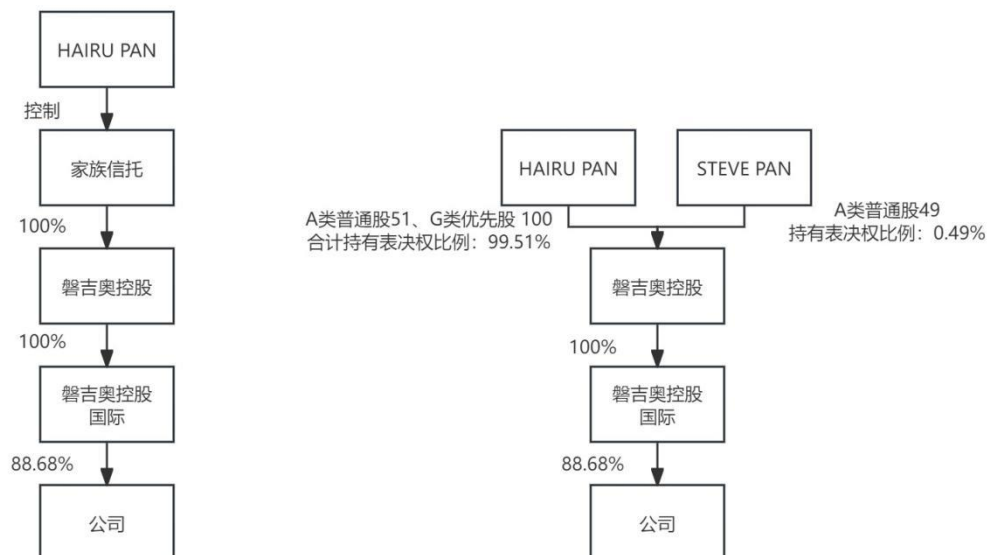 HAIRU PAN
控制
家族信托
100%
磐吉奥控股
100%
磐吉奥控股
国际
88.68%
公司
HAIRU PAN
STEVE PAN
A类普通股51、G类优先股 100
合计持有表决权比例：99.51%
A类普通股49
持有表决权比例：0.49%
磐吉奥控股
100%
磐吉奥控股
国际
88.68%
公司